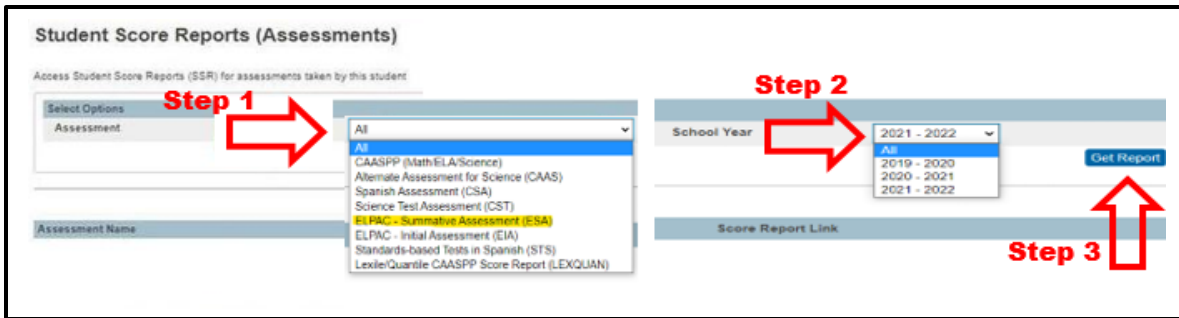 Student Score Reports (Assessments)
Access Student Score Reports (SSR) for assessments taken by this student
Select Options
Assessment
Step 1
All
All
CAASPP (Math/ELA/Science)
Alternate Assessment for Science (CAAS)
Spanish Assessment (CSA)
Science Test Assessment (CST)
ELPAC - Summative Assessment (ESA)
ELPAC - Initial Assessment (EIA)
Standards-based Tests in Spanish (STS)
Lexile/Quantile CAASPP Score Report (LEXQUAN)
Step 2
School Year
2021 - 2022
All
2019 - 2020
2020 - 2021
2021 - 2022
Get Report
Assessment Name
Score Report Link
Step 3